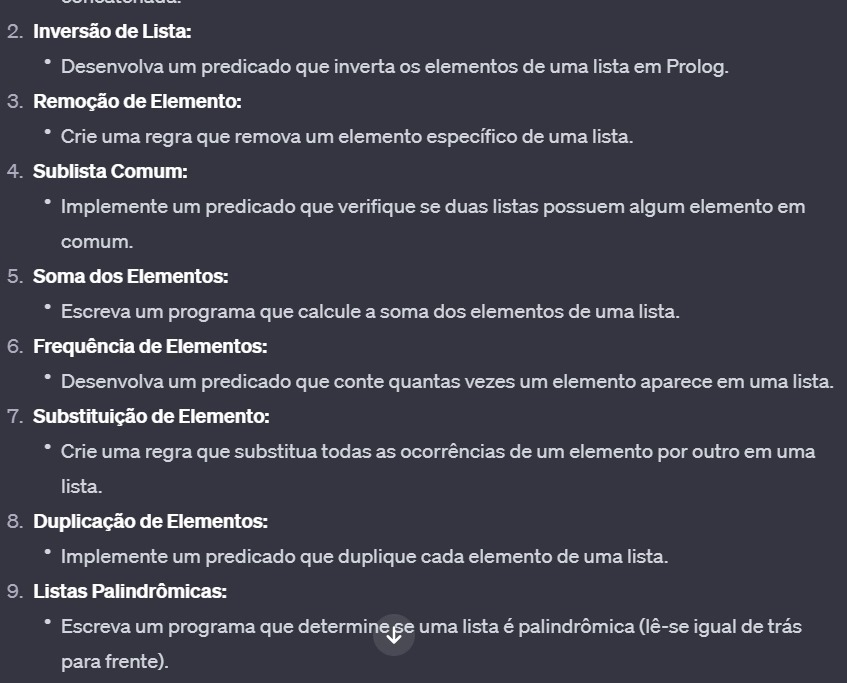 2. Inversão de Lista:
• Desenvolva um predicado que inverta os elementos de uma lista em Prolog.
3. Remoção de Elemento:
• Crie uma regra que remova um elemento específico de uma lista.
4. Sublista Comum:
• Implemente um predicado que verifique se duas listas possuem algum elemento em
comum.
5. Soma dos Elementos:
• Escreva um programa que calcule a soma dos elementos de uma lista.
6. Frequência de Elementos:
• Desenvolva um predicado que conte quantas vezes um elemento aparece em uma lista.
7. Substituição de Elemento:
• Crie uma regra que substitua todas as ocorrências de um elemento por outro em uma
lista.
8. Duplicação de Elementos:
• Implemente um predicado que duplique cada elemento de uma lista.
9. Listas Palindrômicas:
• Escreva um programa que determine se uma lista é palindrômica (lê-se igual de trás
para frente).